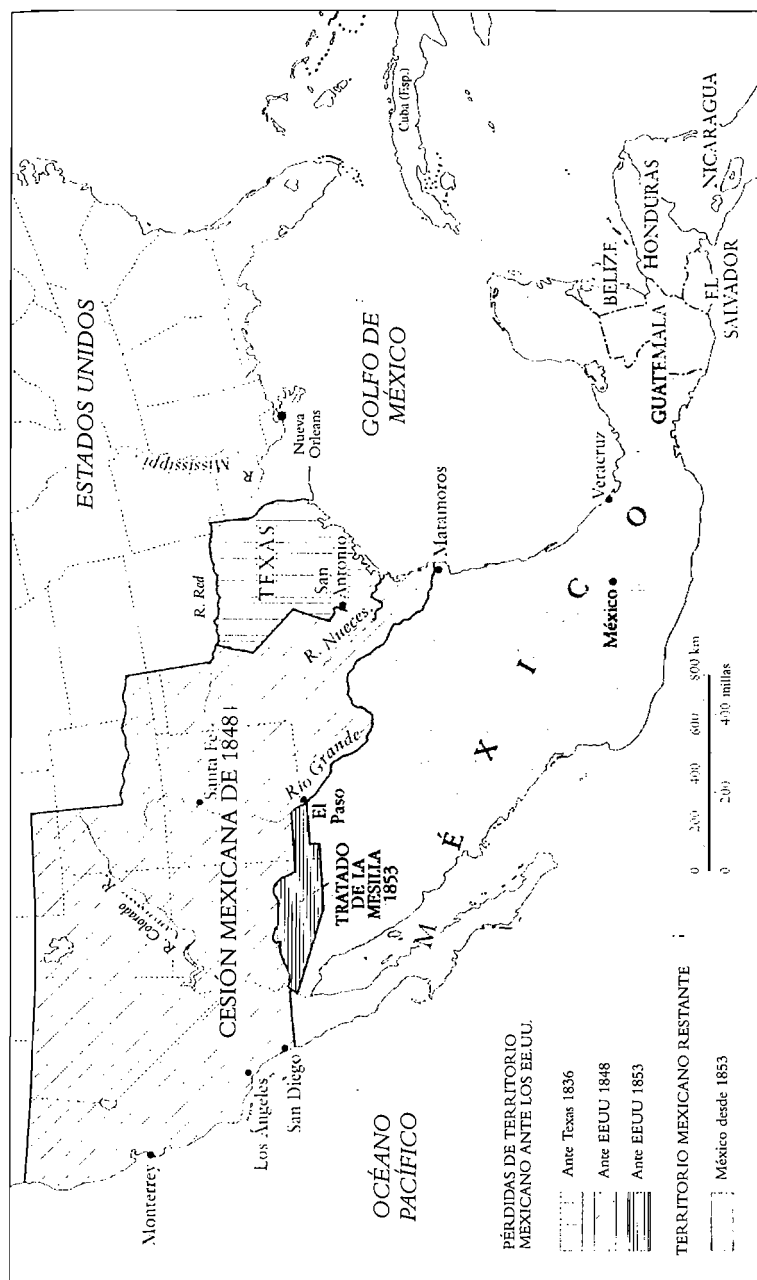 ESTADOS UNIDOS
R. Mississippi
Nueva
Orleans
GOLFO DE
MÉXICO
Cuba (Esp.)
R. Red
TEXAS
San
Antonio
R. Nueces
Matamoros
CESION MEXICANA DE 1848
Santa Fe
R. Colorado
Río Grande
El
Paso
TRATADO
DE LA
MESILLA
1853
Monterrey
Los Ángeles
San Diego
OCÉANO
PACÍFICO
MÉXICO
México
Veracruz
BELIZE
GUATEMALA
HONDURAS
EL
SALVADOR
NICARAGUA
0 200 400 600 800 km
0 200 400 millas
PÉRDIDAS DE TERRITORIO
MEXICANO ANTE LOS EE.UU.
Ante Texas 1836
Ante EEUU 1848
Ante EEUU 1853
TERRITORIO MEXICANO RESTANTE
México desde 1853